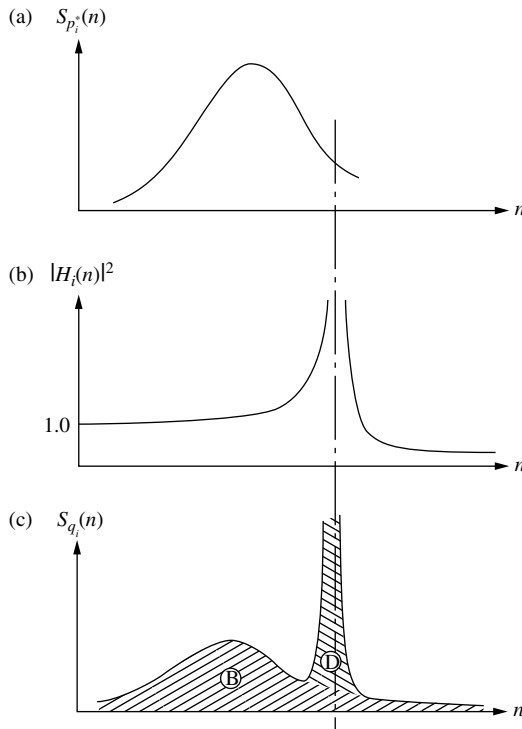 (a) S_{p_i^*}(n)
n
(b) |H_i(n)|^2
1.0
n
(c) S_{q_i}(n)
B D
n